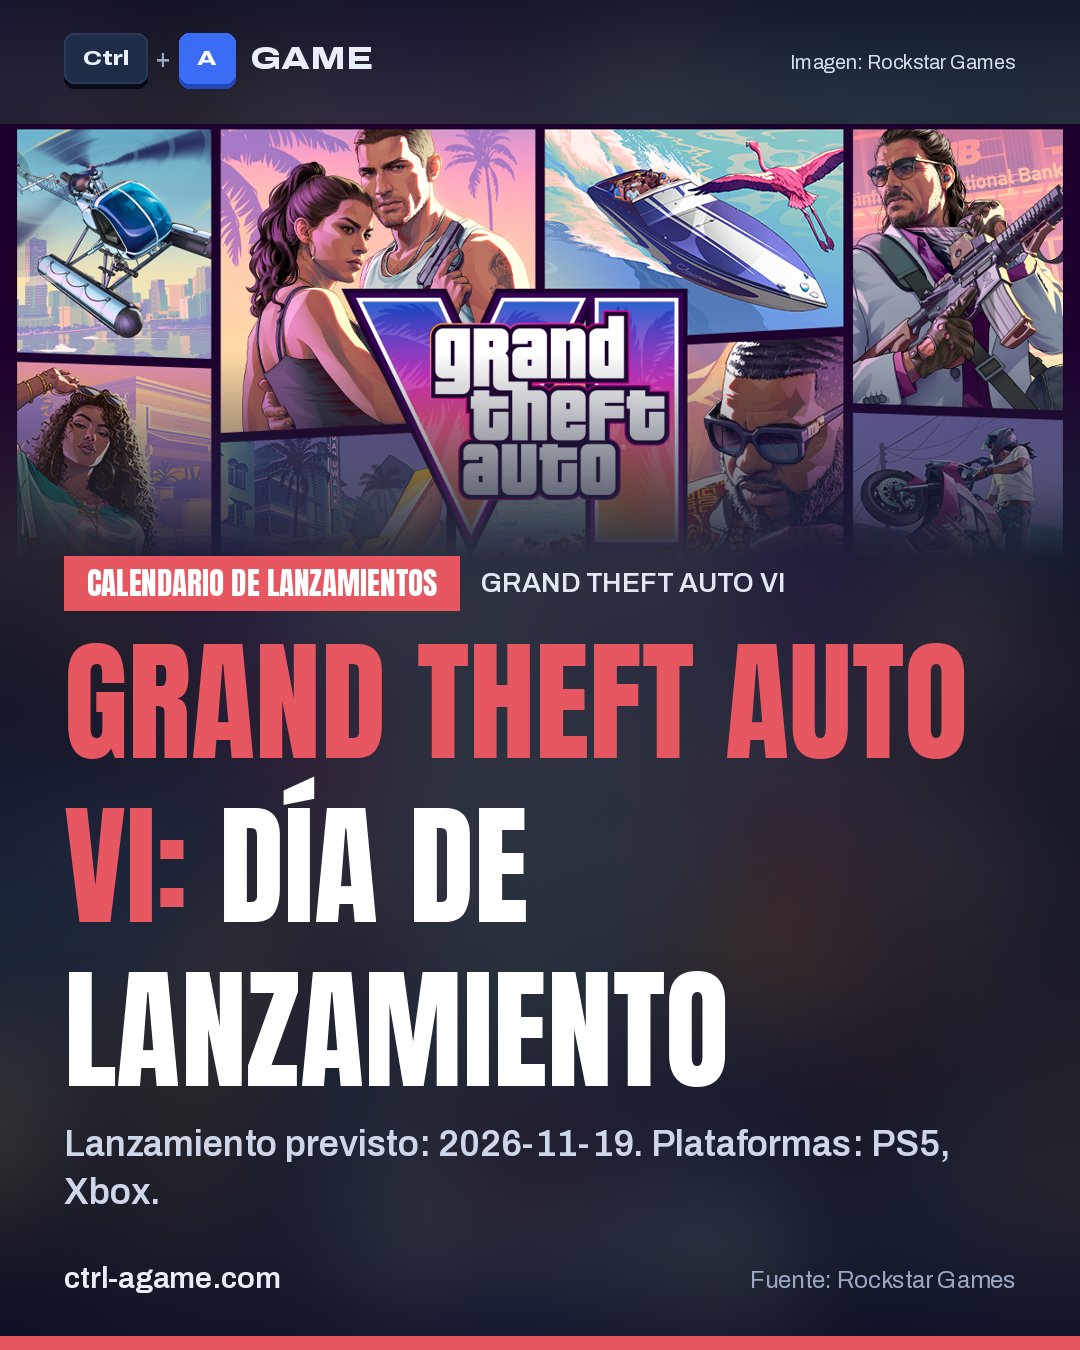 Ctrl + A GAME
Imagen: Rockstar Games
VI
grand
theft
auto
CALENDARIO DE LANZAMIENTOS
GRAND THEFT AUTO VI
GRAND THEFT AUTO
VI: DÍA DE
LANZAMIENTO
Lanzamiento previsto: 2026-11-19. Plataformas: PS5,
Xbox.
ctrl-agame.com
Fuente: Rockstar Games